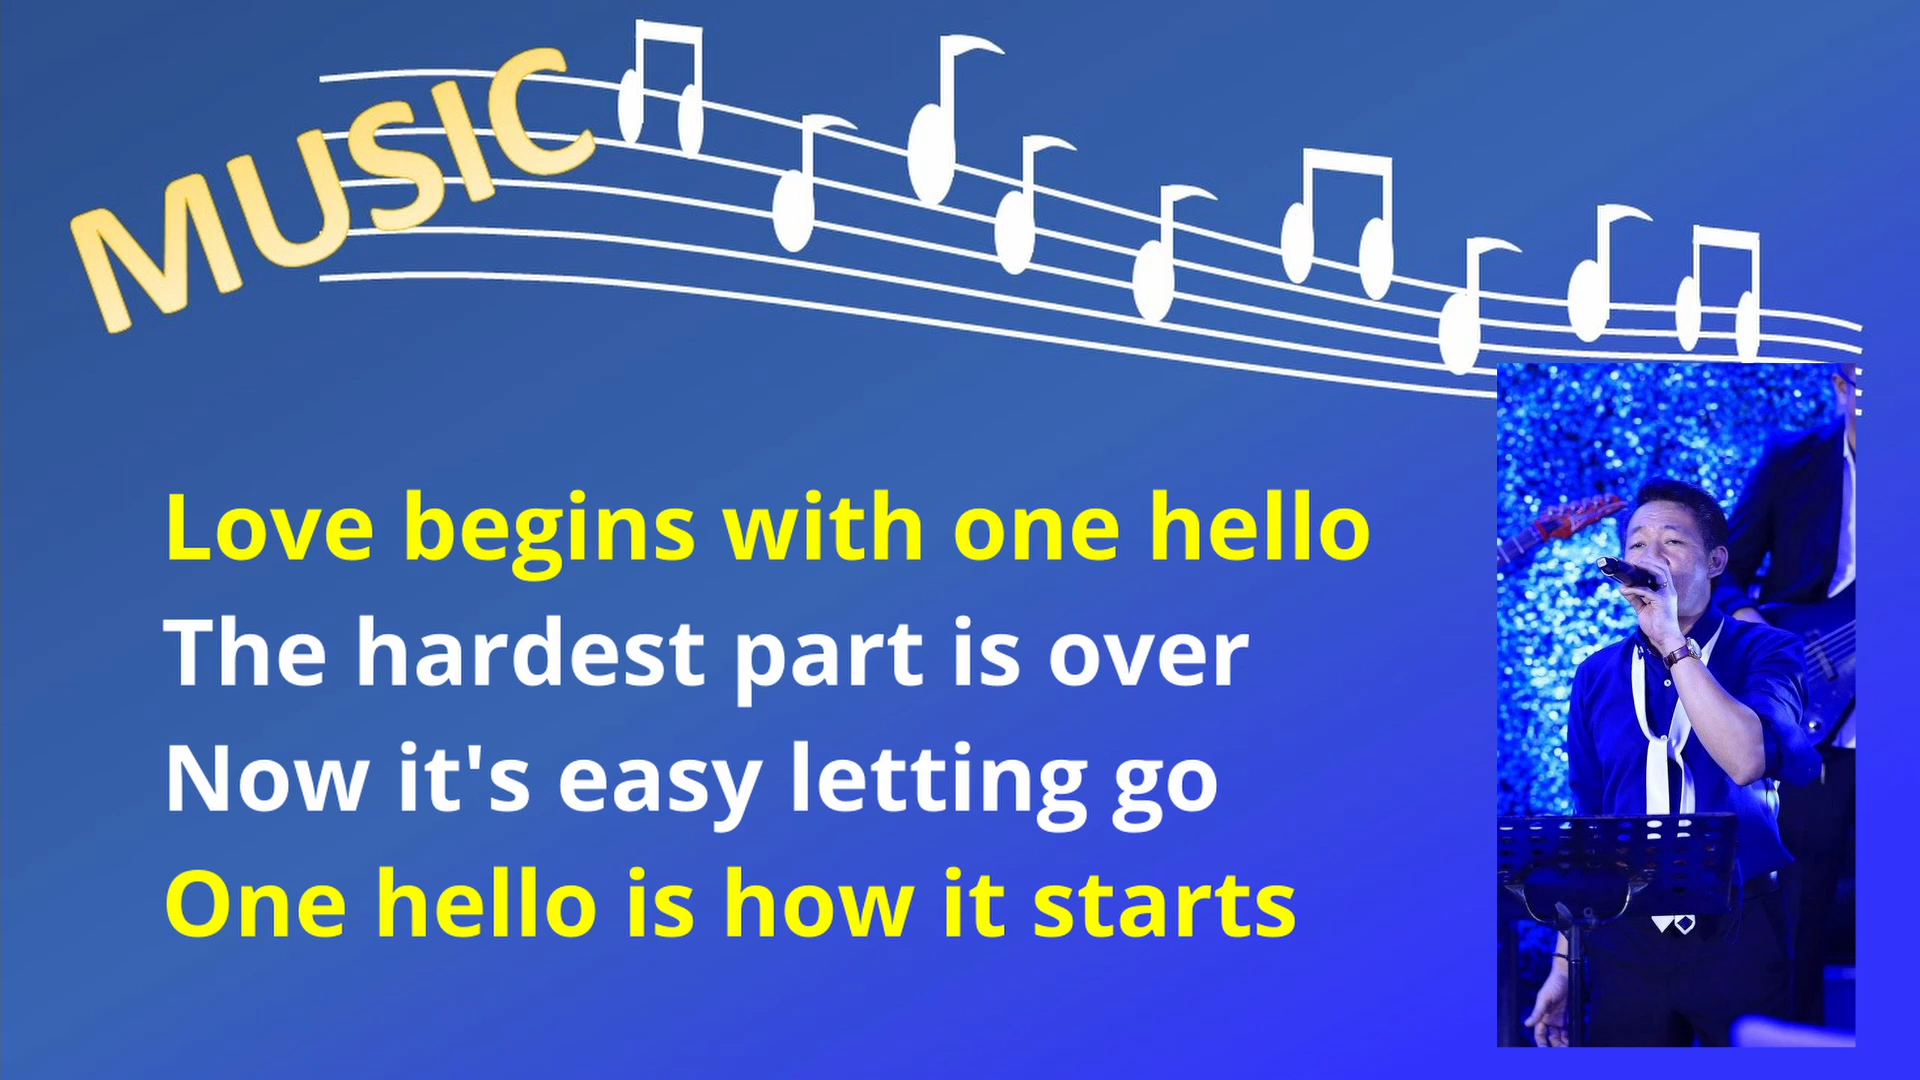 MUSIC
Love begins with one hello
The hardest part is over
Now it's easy letting go
One hello is how it starts